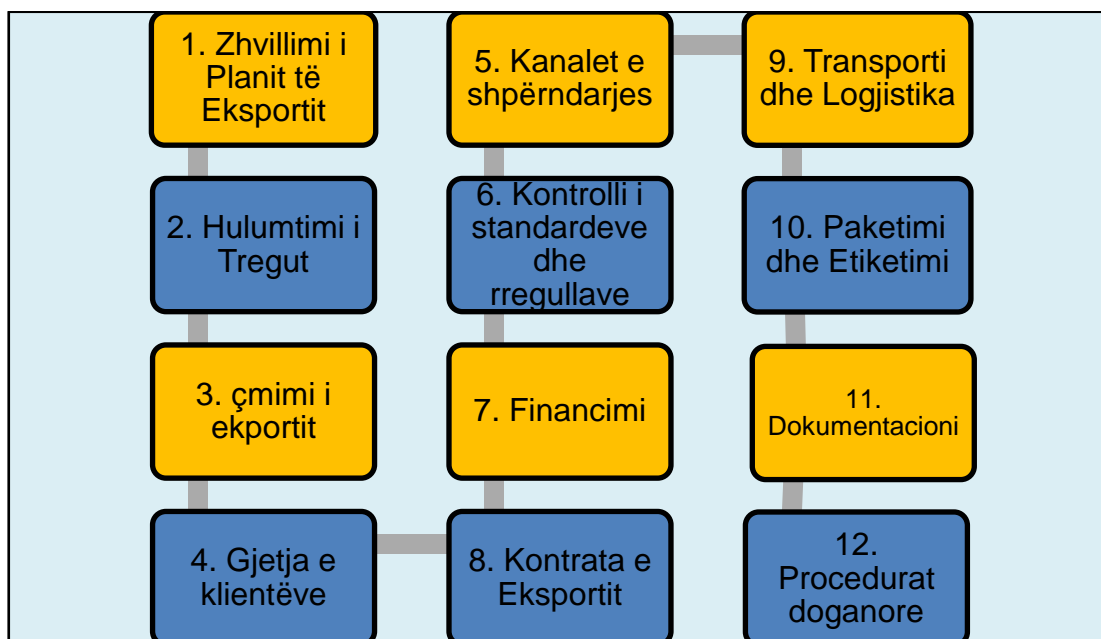 1. Zhvillimi i
Planit të
Eksportit
2. Hulumtimi i
Tregut
3. çmimi i
ekportit
4. Gjetja e
klientëve
5. Kanalet e
shpërndarjes
6. Kontrolli i
standardeve
dhe
rregullave
7. Financimi
8. Kontrata e
Eksportit
9. Transporti
dhe Logjistika
10. Paketimi
dhe Etiketimi
11.
Dokumentacioni
12.
Procedurat
doganore